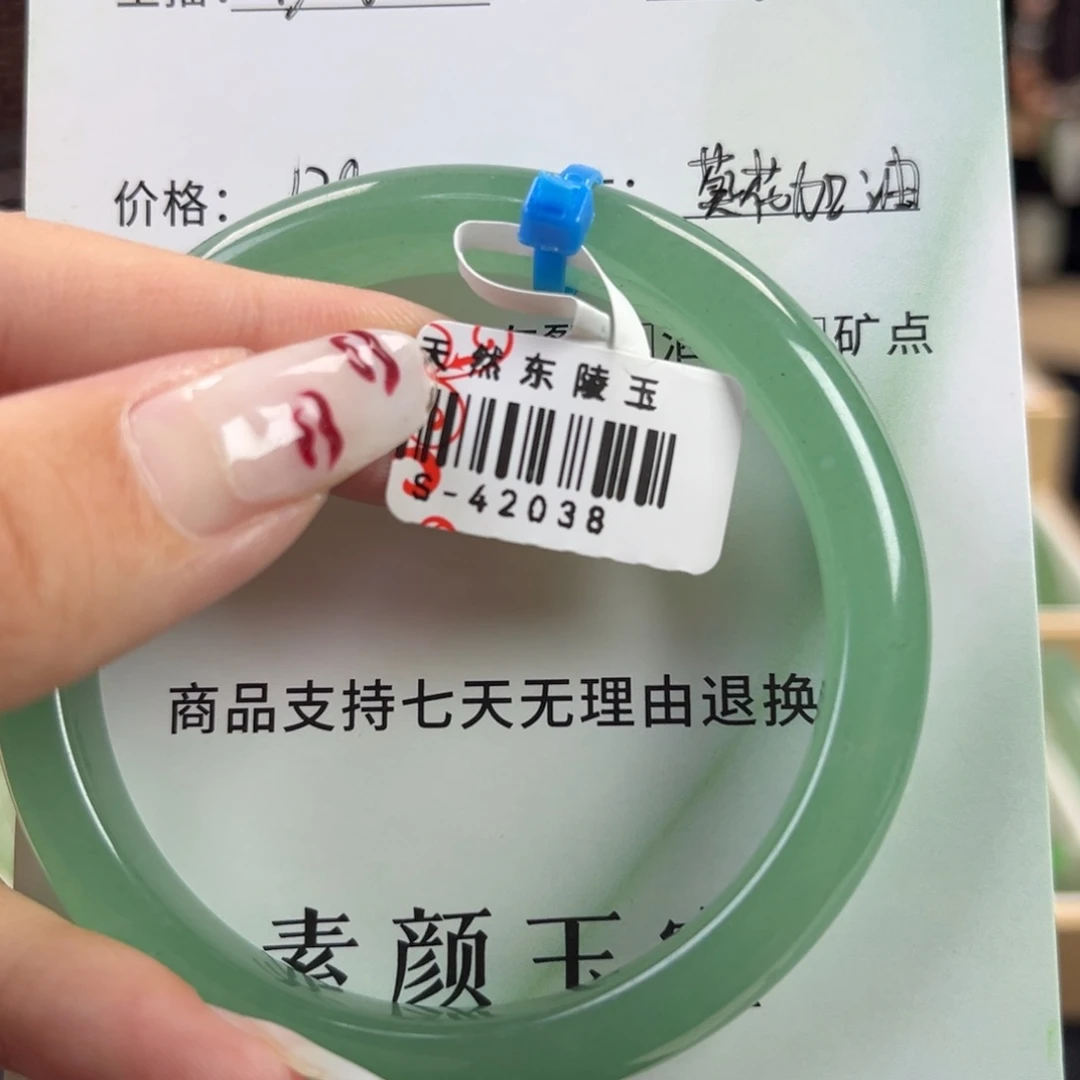 价格：
莫花加油
矿点
天然东陵玉
S-42038
商品支持七天无理由退换
素颜玉